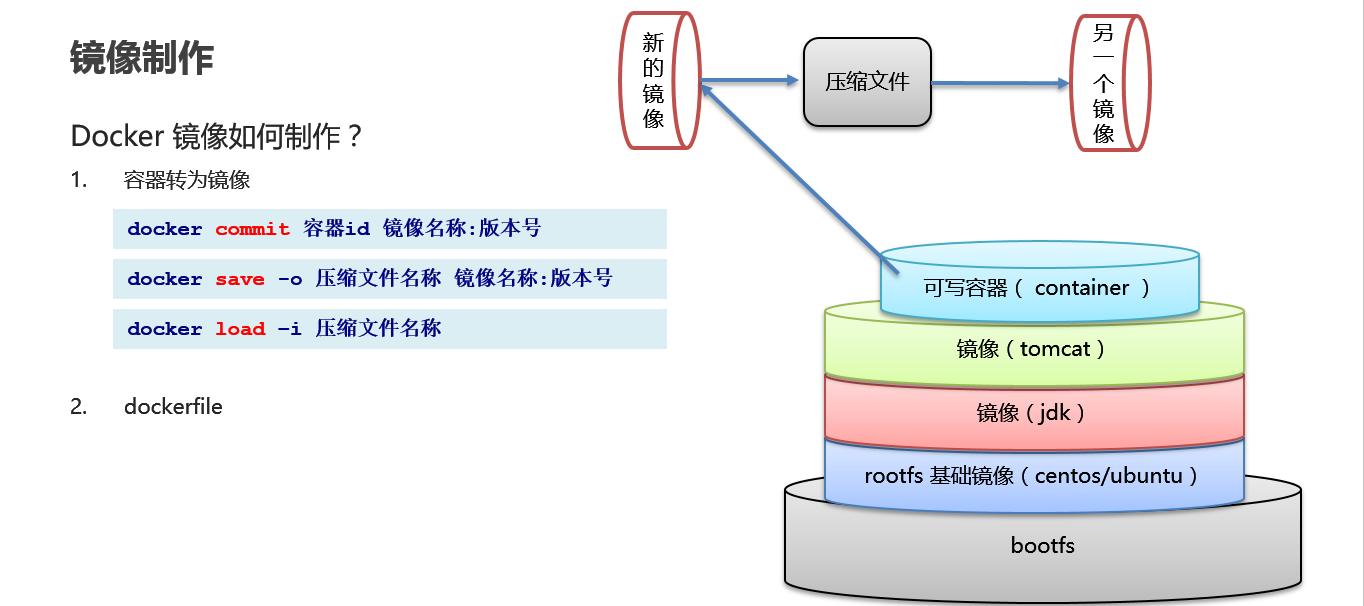 镜像制作
Docker 镜像如何制作？
1. 容器转为镜像
docker commit 容器id 镜像名称:版本号
docker save -o 压缩文件名称 镜像名称:版本号
docker load –i 压缩文件名称
2. dockerfile
新的镜像
压缩文件
另一个镜像
可写容器（ container ）
镜像（tomcat）
镜像（jdk）
rootfs 基础镜像（centos/ubuntu）
bootfs